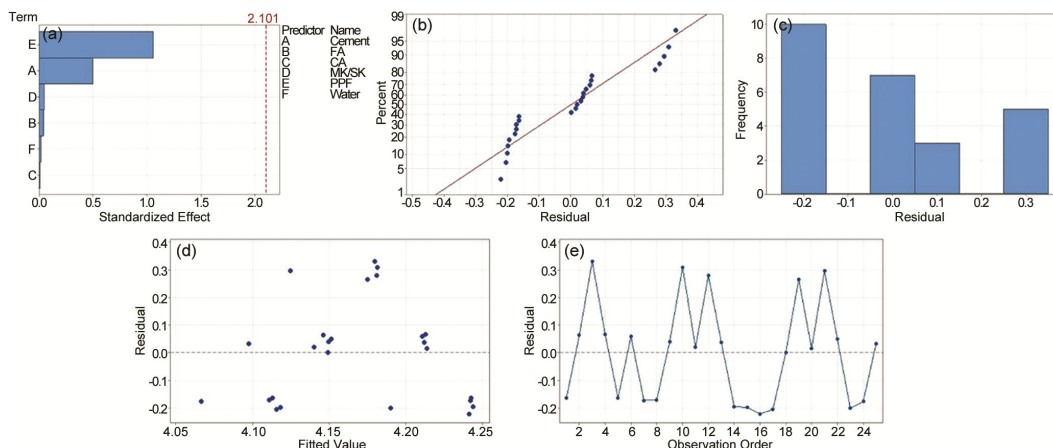 Term
2.101
(a)
E
A
D
B
F
C
0.0 0.5 1.0 1.5 2.0
Standardized Effect
Predictor Name
A Cement
B FA
C CA
D MK/SK
E PPF
F Water
(b)
99
95
90
80
70
60
50
40
30
20
10
5
1
Percent
-0.5 -0.4 -0.3 -0.2 -0.1 0.0 0.1 0.2 0.3 0.4
Residual
(c)
10
8
6
4
2
0
Frequency
-0.2 -0.1 0.0 0.1 0.2 0.3
Residual
(d)
0.4
0.3
0.2
0.1
0.0
-0.1
-0.2
Residual
4.05 4.10 4.15 4.20 4.25
Fitted Value
(e)
0.4
0.3
0.2
0.1
0.0
-0.1
-0.2
Residual
2 4 6 8 10 12 14 16 18 20 22 24
Observation Order